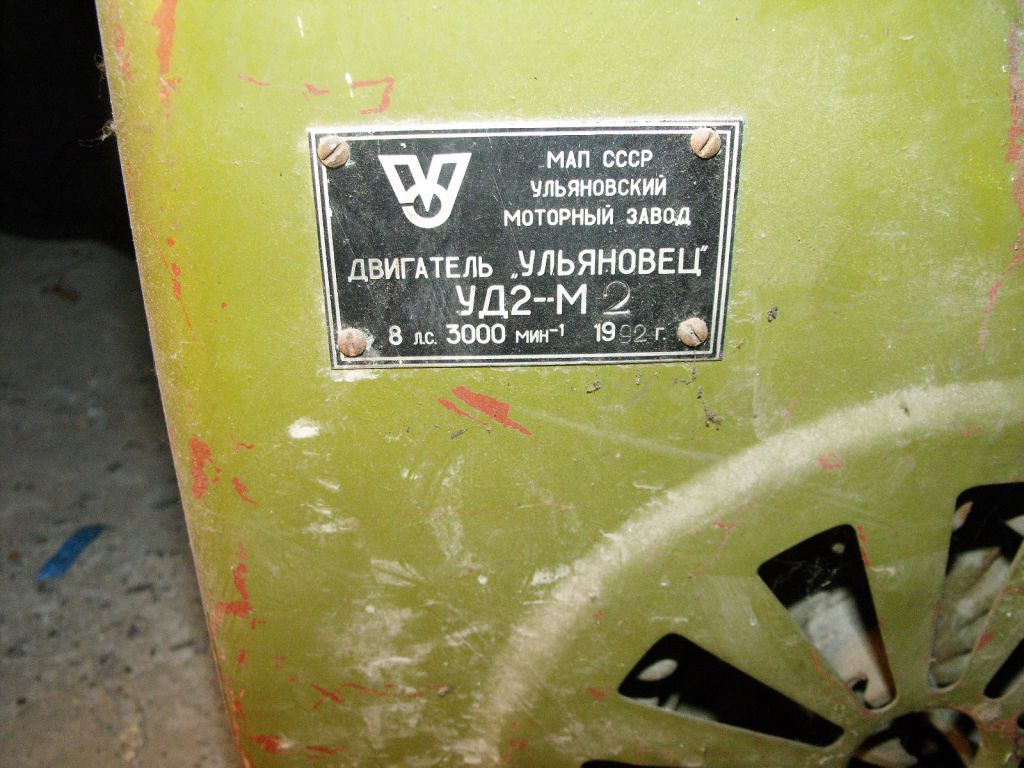 МАП СССР
УЛЬЯНОВСКИЙ
МОТОРНЫЙ ЗАВОД
ДВИГАТЕЛЬ „УЛЬЯНОВЕЦ"
УД2--М 2
8 л.с. 3000 мин⁻¹ 1992 г.